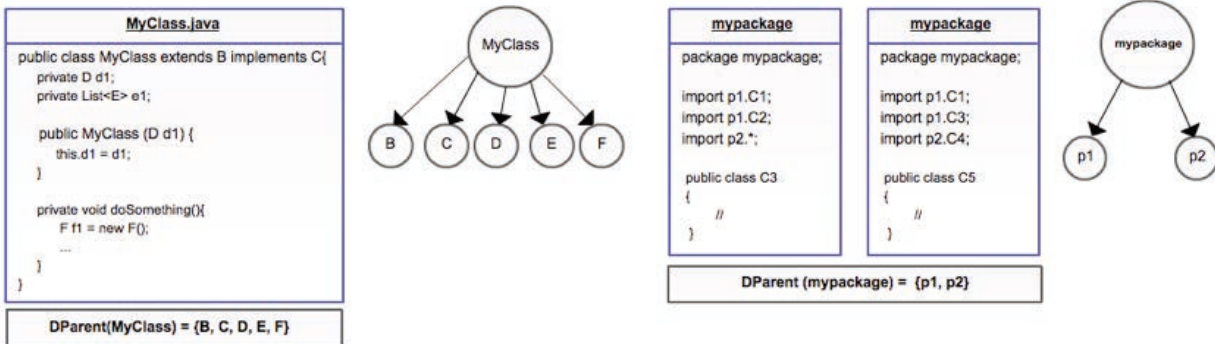 MyClass.java
public class MyClass extends B implements C{
private D d1;
private List<E> e1;
public MyClass (D d1) {
this.d1 = d1;
}
private void doSomething(){
F f1 = new F();
...
}
}
DParent(MyClass) = {B, C, D, E, F}
MyClass
B C D E F
mypackage
package mypackage;
import p1.C1;
import p1.C2;
import p2.*;
public class C3
{
//
}
mypackage
package mypackage;
import p1.C1;
import p1.C3;
import p2.C4;
public class C5
{
//
}
DParent (mypackage) = {p1, p2}
mypackage
p1 p2